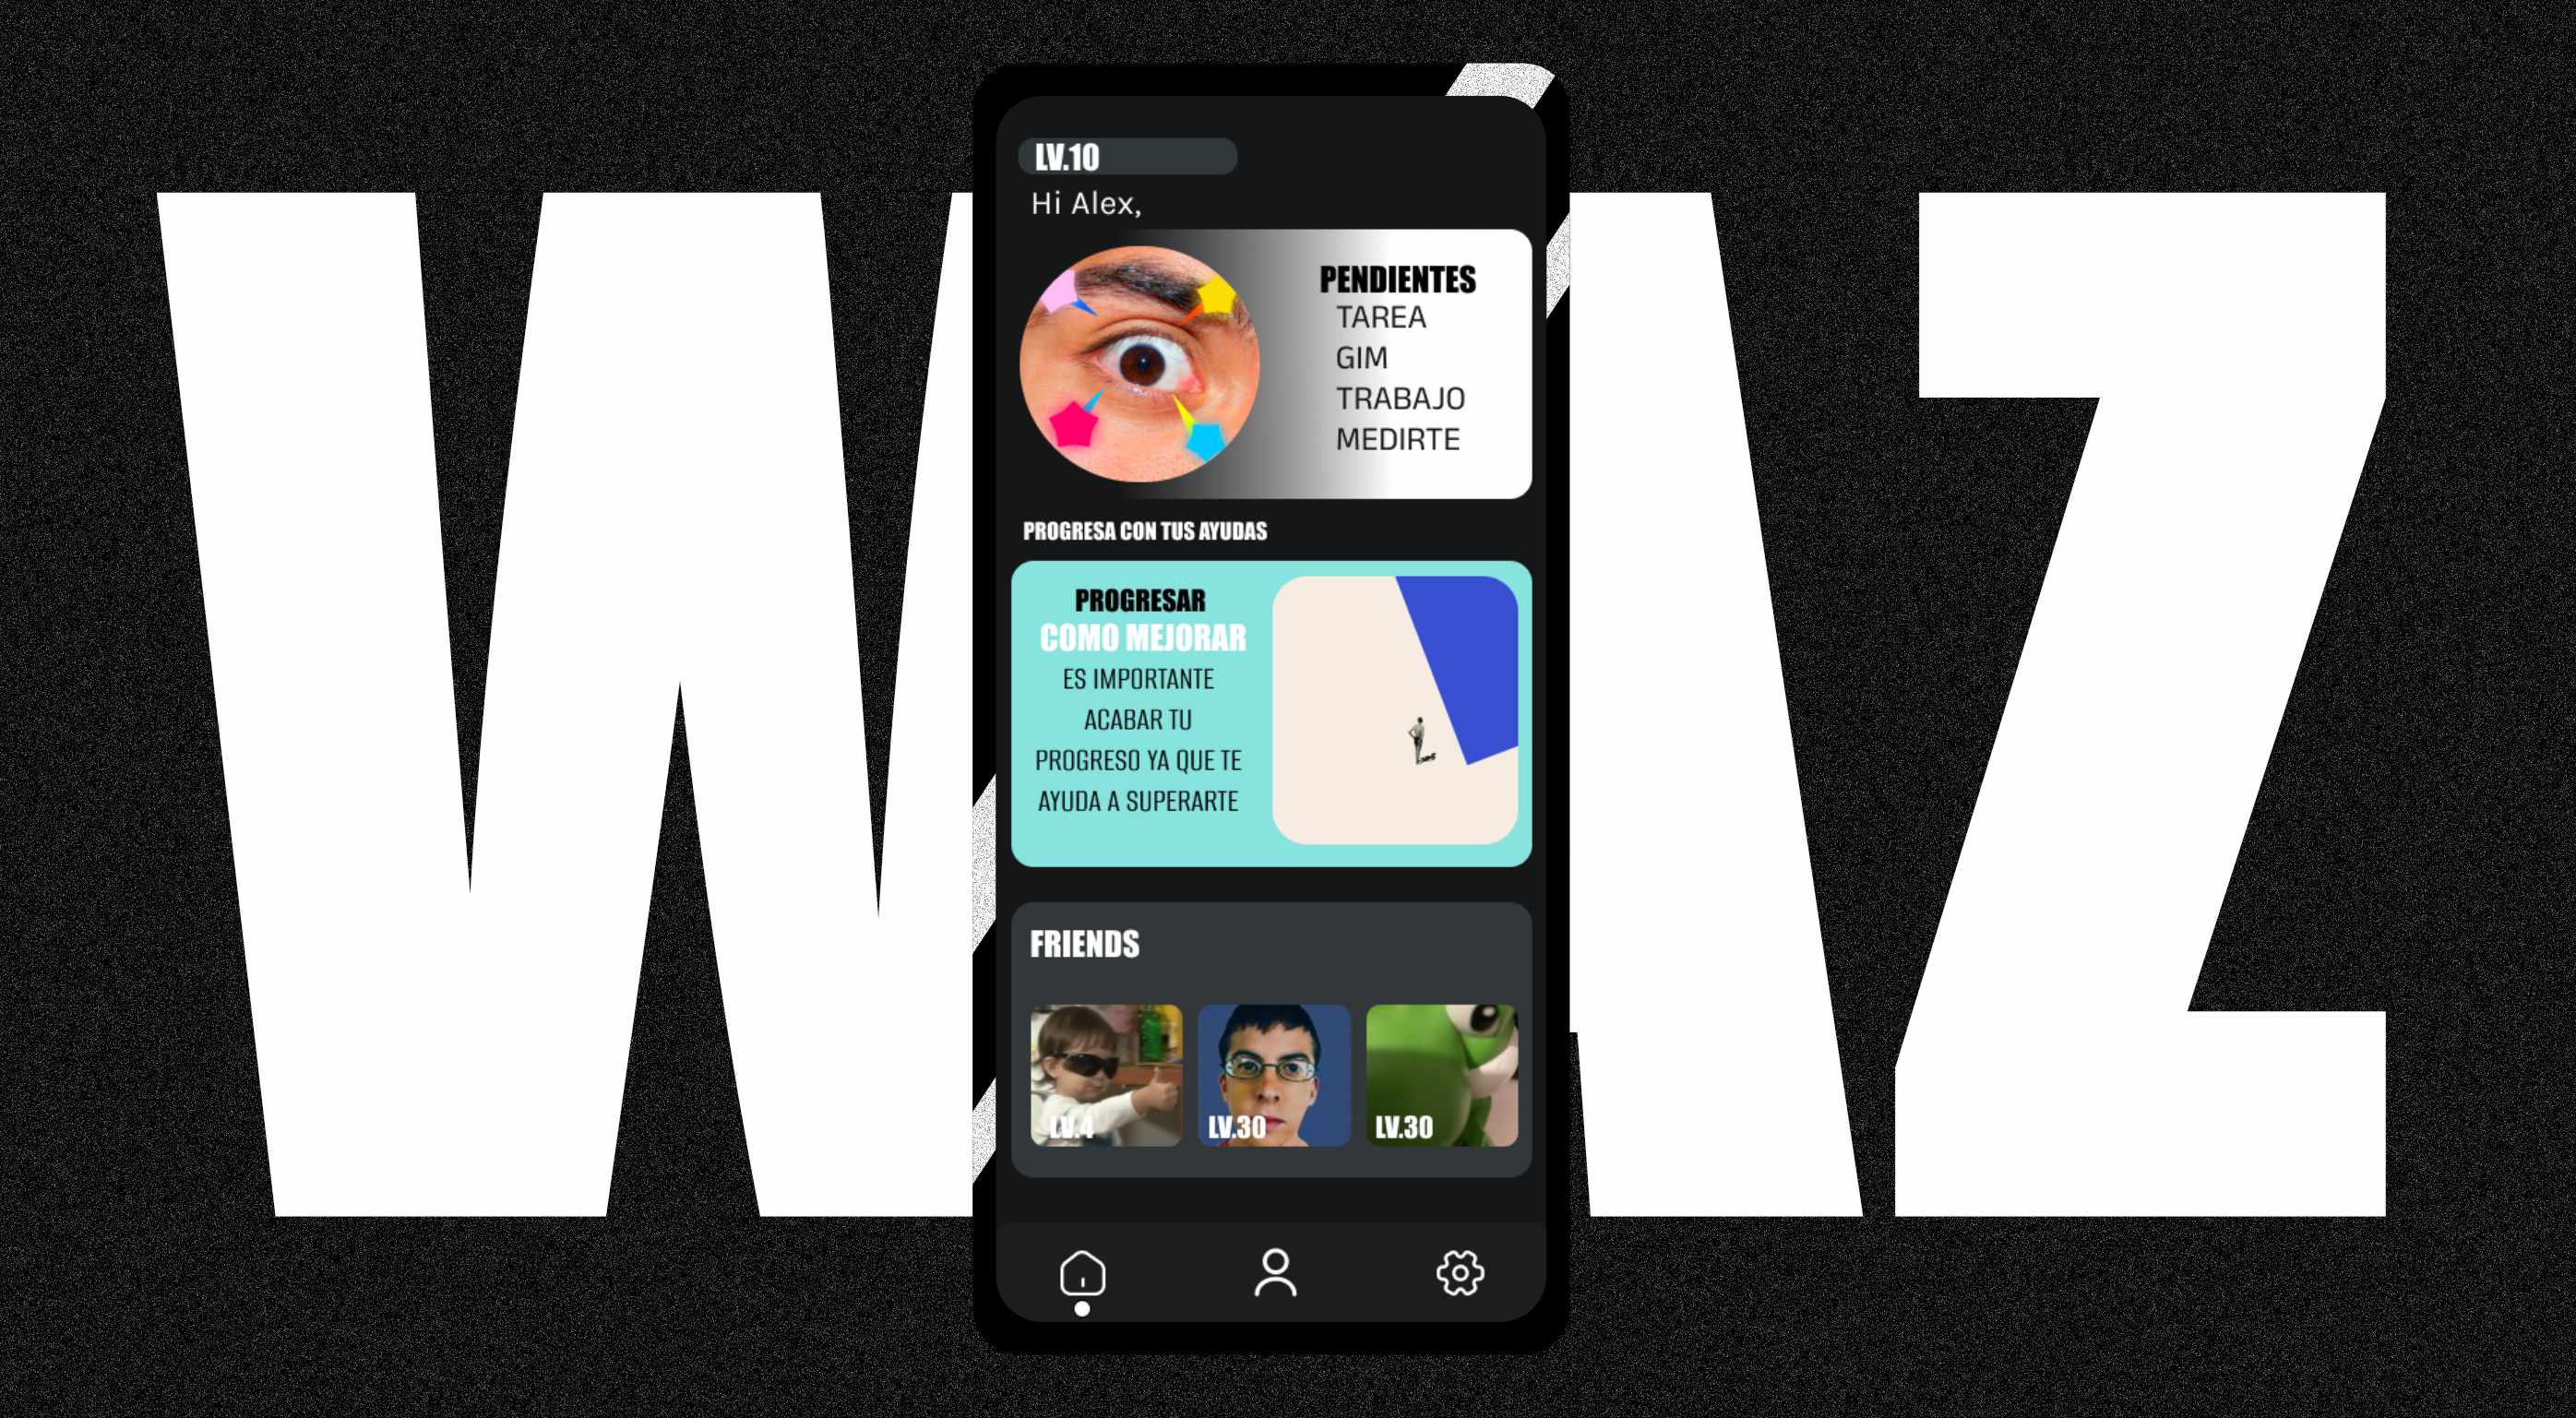 WAZ
LV.10
Hi Alex,
PENDIENTES
TAREA
GIM
TRABAJO
MEDIRTE
PROGRESA CON TUS AYUDAS
PROGRESAR
COMO MEJORAR
ES IMPORTANTE
ACABAR TU
PROGRESO YA QUE TE
AYUDA A SUPERARTE
FRIENDS
LV.4
LV.30
LV.30